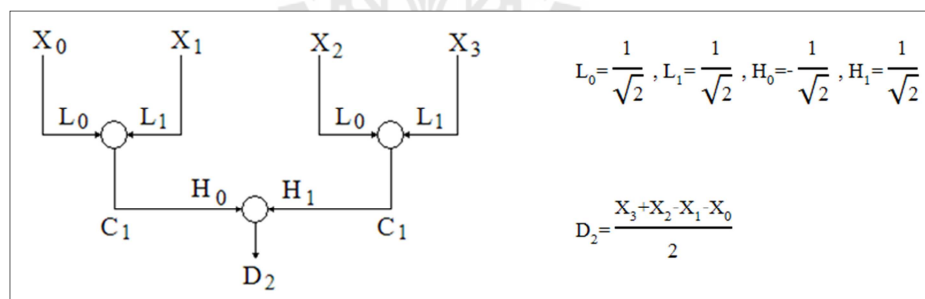 X₀ X₁ X₂ X₃
L₀=1/√2 , L₁=1/√2 , H₀=-1/√2 , H₁=1/√2
L₀ L₁ L₀ L₁
H₀ H₁
C₁ C₁
D₂=(X₃+X₂-X₁-X₀)/2
D₂